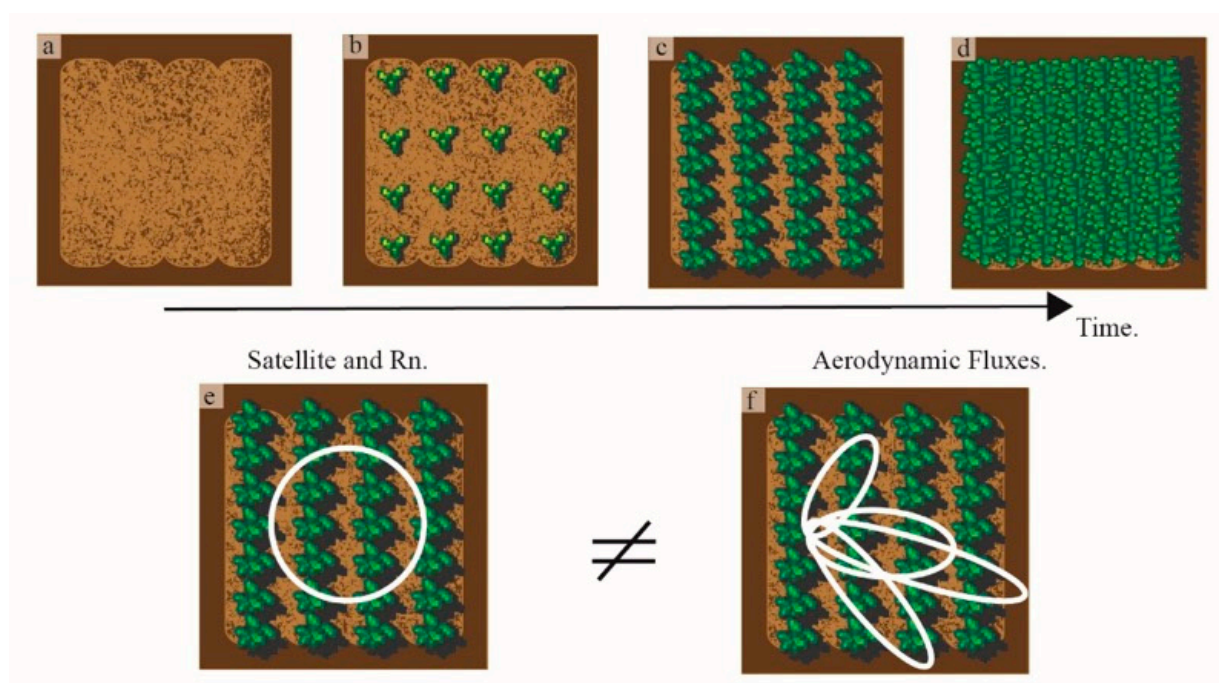 a
b
c
d
Time.
Satellite and Rn.
Aerodynamic Fluxes.
e
f
≠